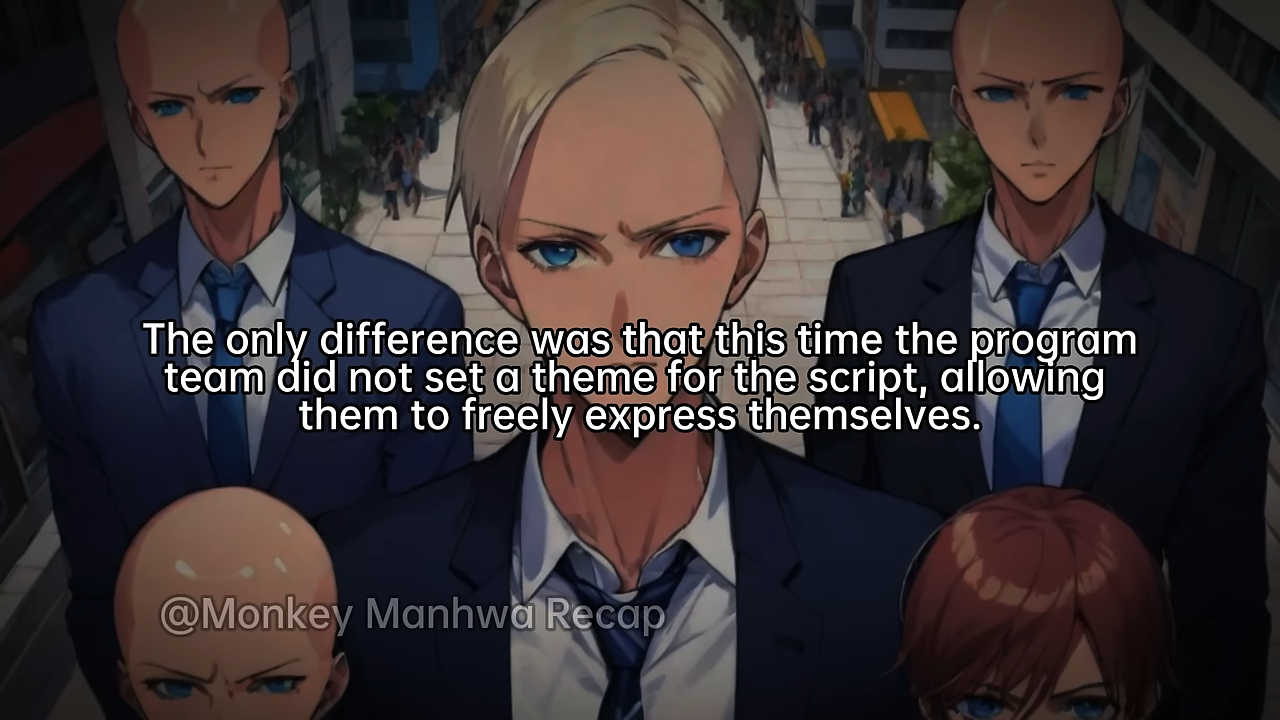 The only difference was that this time the program
team did not set a theme for the script, allowing
them to freely express themselves.
@Monkey Manhwa Recap